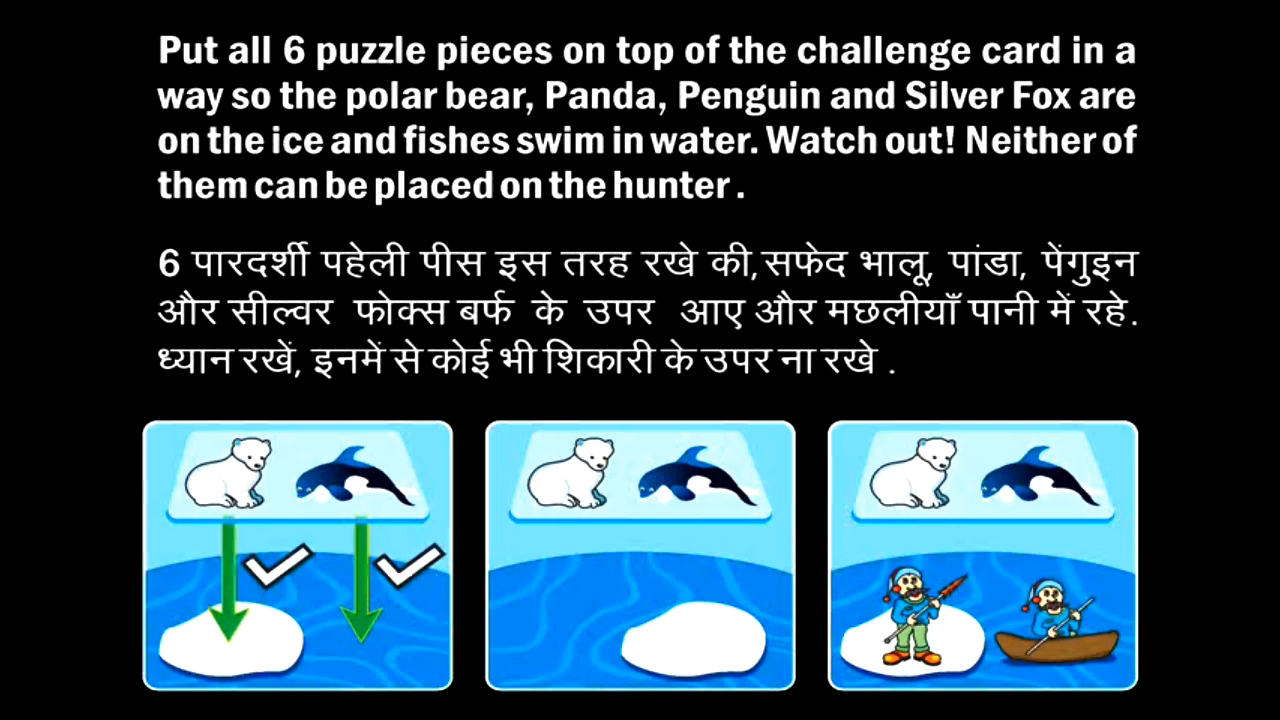 Put all 6 puzzle pieces on top of the challenge card in a
way so the polar bear, Panda, Penguin and Silver Fox are
on the ice and fishes swim in water. Watch out! Neither of
them can be placed on the hunter .
6 पारदर्शी पहेली पीस इस तरह रखे की,सफेद भालू, पांडा, पेंगुइन
और सील्वर फोक्स बर्फ के उपर आए और मछलीयाँ पानी में रहे.
ध्यान रखें, इनमें से कोई भी शिकारी के उपर ना रखे .